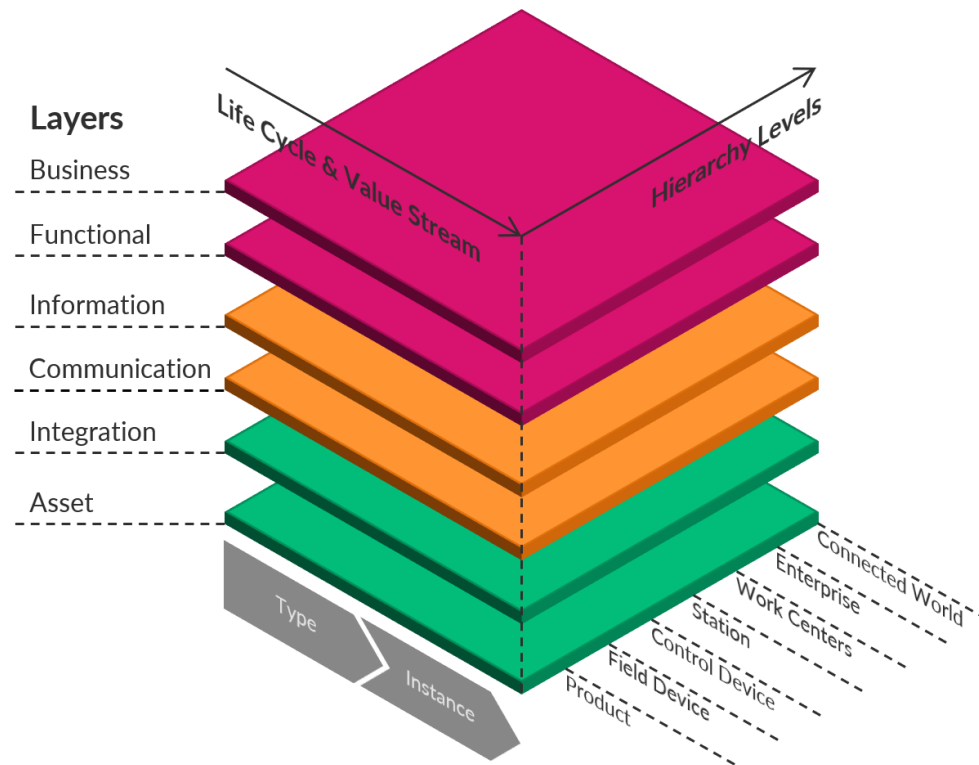 Life Cycle & Value Stream
Hierarchy Levels
Layers
Business
Functional
Information
Communication
Integration
Asset
Type
Instance
Connected World
Enterprise
Work Centers
Station
Control Device
Field Device
Product